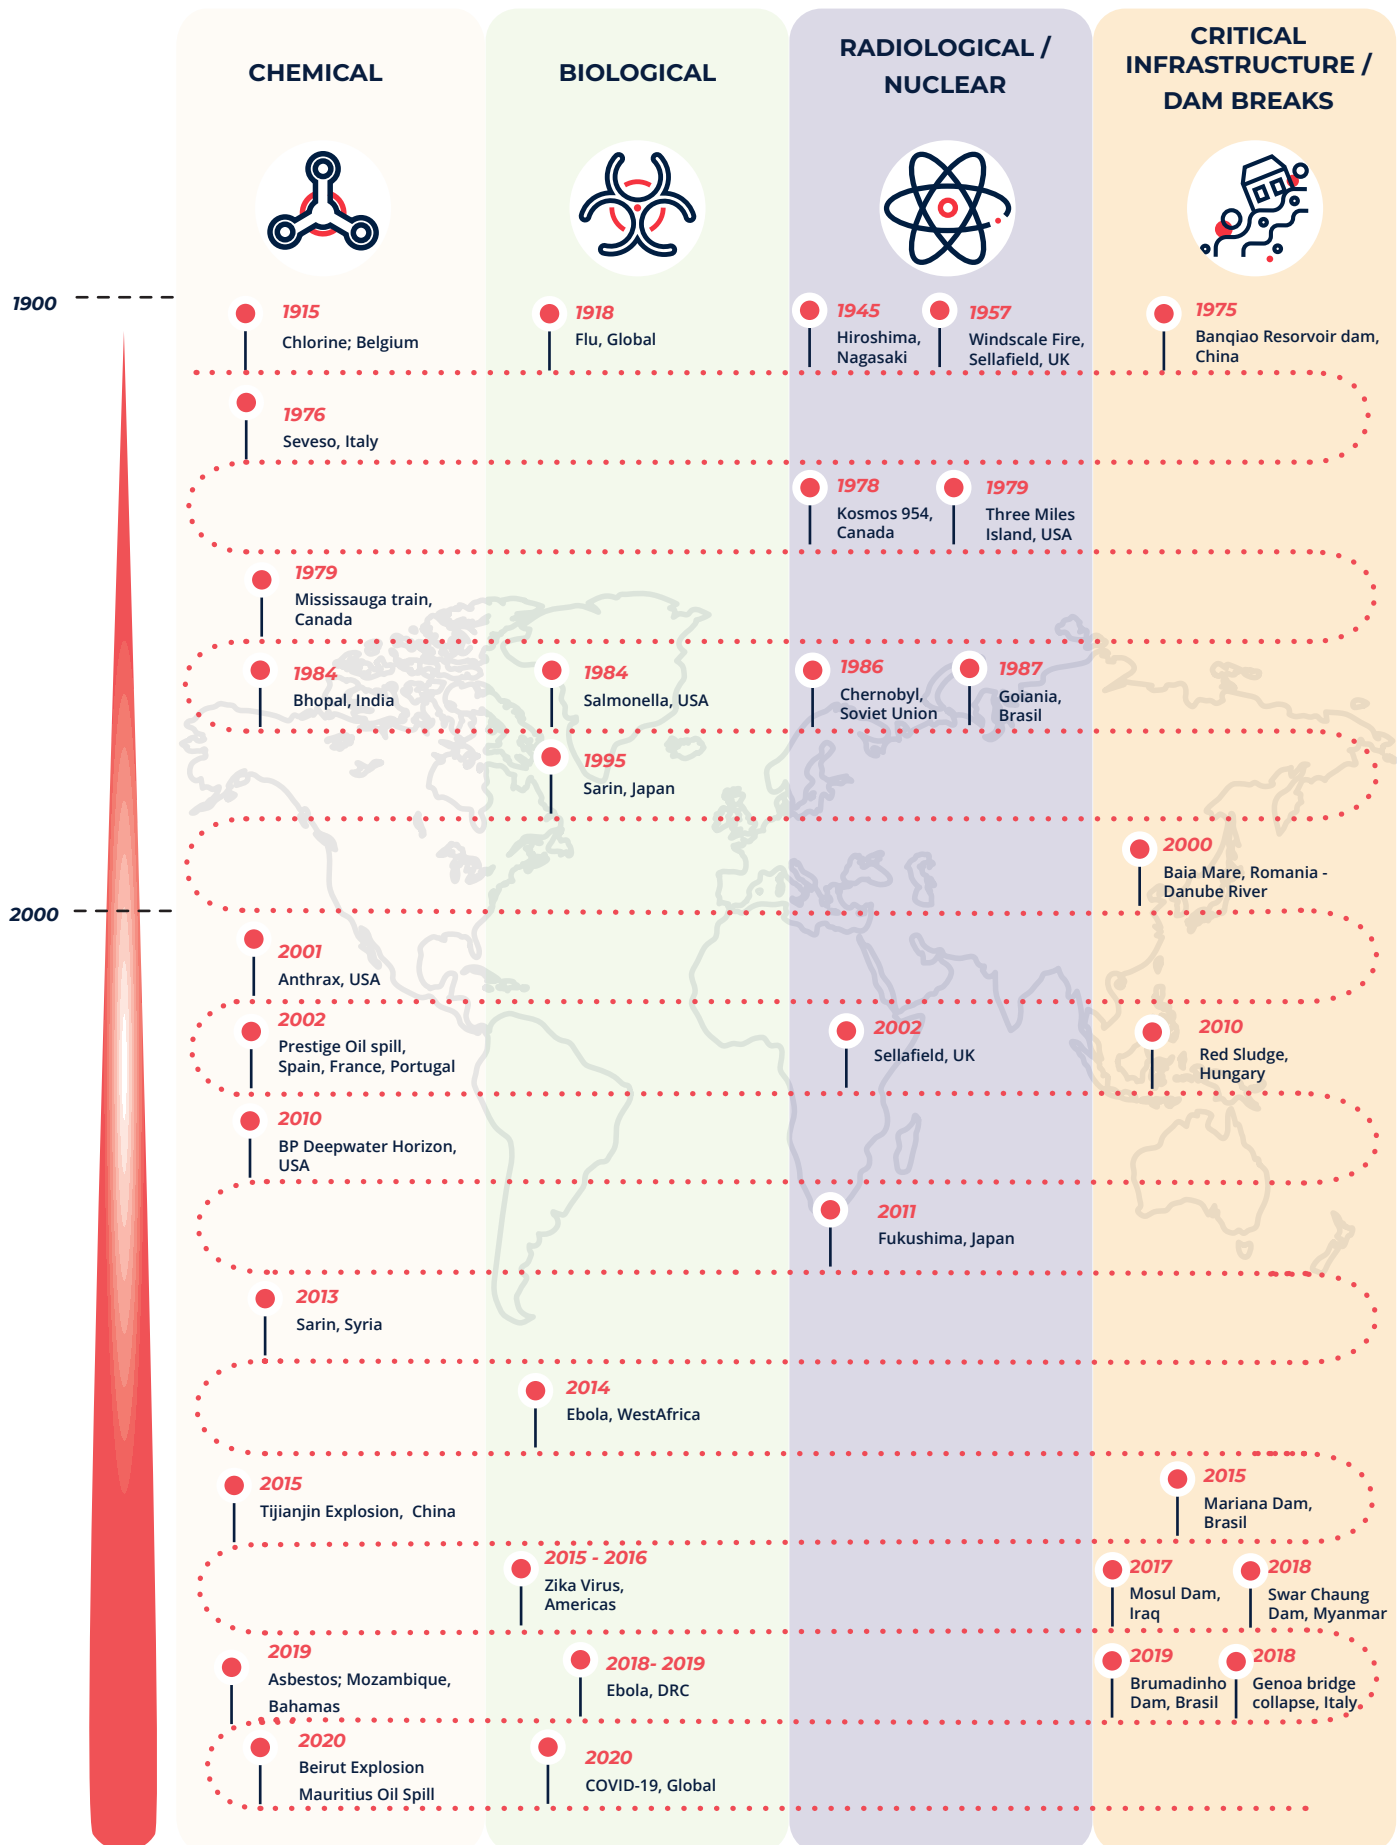 CHEMICAL
BIOLOGICAL
RADIOLOGICAL /
NUCLEAR
CRITICAL
INFRASTRUCTURE /
DAM BREAKS
1900
1915
Chlorine; Belgium
1918
Flu, Global
1945
Hiroshima,
Nagasaki
1957
Windscale Fire,
Sellafield, UK
1975
Banqiao Resorvoir dam,
China
1976
Seveso, Italy
1978
Kosmos 954,
Canada
1979
Three Miles
Island, USA
1979
Mississauga train,
Canada
1984
Bhopal, India
1984
Salmonella, USA
1986
Chernobyl,
Soviet Union
1987
Goiania,
Brasil
1995
Sarin, Japan
2000
Baia Mare, Romania -
Danube River
2000
2001
Anthrax, USA
2002
Prestige Oil spill,
Spain, France, Portugal
2002
Sellafield, UK
2010
Red Sludge,
Hungary
2010
BP Deepwater Horizon,
USA
2011
Fukushima, Japan
2013
Sarin, Syria
2014
Ebola, WestAfrica
2015
Tijianjin Explosion,  China
2015
Mariana Dam,
Brasil
2015 - 2016
Zika Virus,
Americas
2017
Mosul Dam,
Iraq
2018
Swar Chaung
Dam, Myanmar
2019
Asbestos; Mozambique,
Bahamas
2018- 2019
Ebola, DRC
2019
Brumadinho
Dam, Brasil
2018
Genoa bridge
collapse, Italy
2020
Beirut Explosion
Mauritius Oil Spill
2020
COVID-19, Global